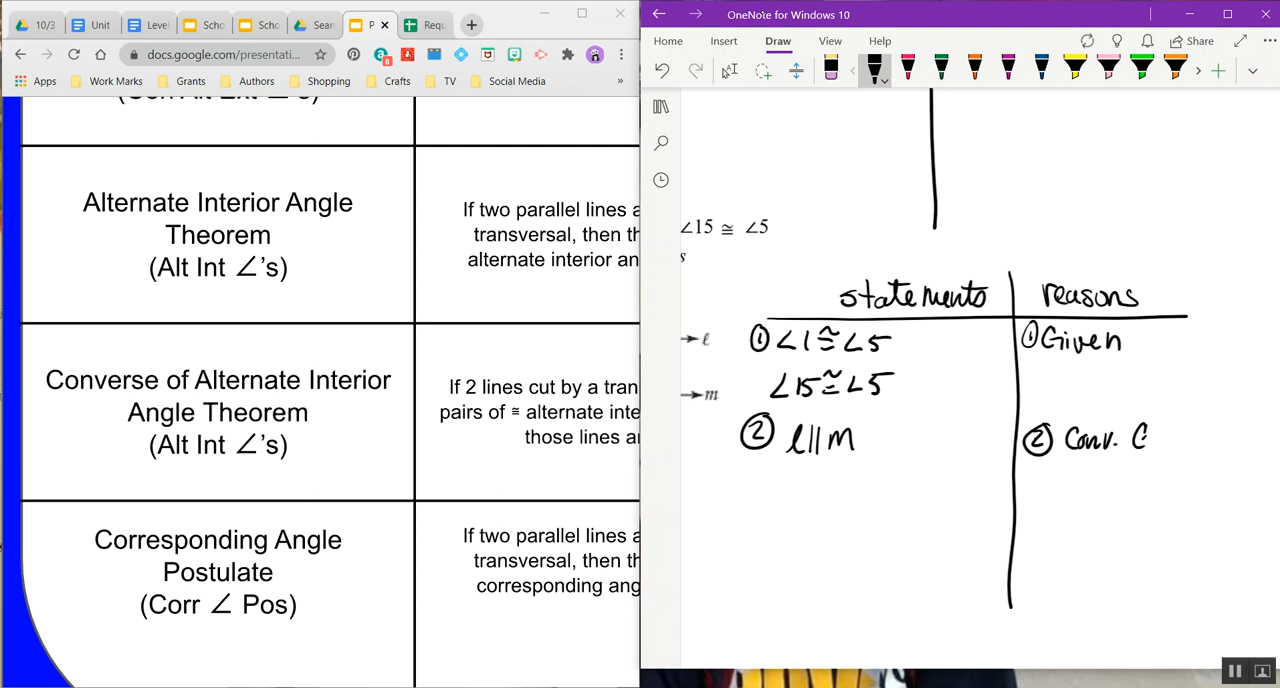 10/3
Unit
Level
Scho
Scho
Sear
P
Requ
docs.google.com/presentati...
8
Apps
Work Marks
Grants
Authors
Shopping
Crafts
TV
Social Media
»
Alternate Interior Angle
Theorem
(Alt Int ∠'s)
If two parallel lines a
transversal, then th
alternate interior an
Converse of Alternate Interior
Angle Theorem
(Alt Int ∠'s)
If 2 lines cut by a tran
pairs of ≅ alternate inte
those lines a
Corresponding Angle
Postulate
(Corr ∠ Pos)
If two parallel lines a
transversal, then th
corresponding ang
OneNote for Windows 10
Home Insert Draw View Help
Share
∠15 ≅ ∠5
s
statements reasons
ℓ
① ∠1 ≅ ∠5 ① Given
∠15 ≅ ∠5
m
② ℓ || m ② Conv. C